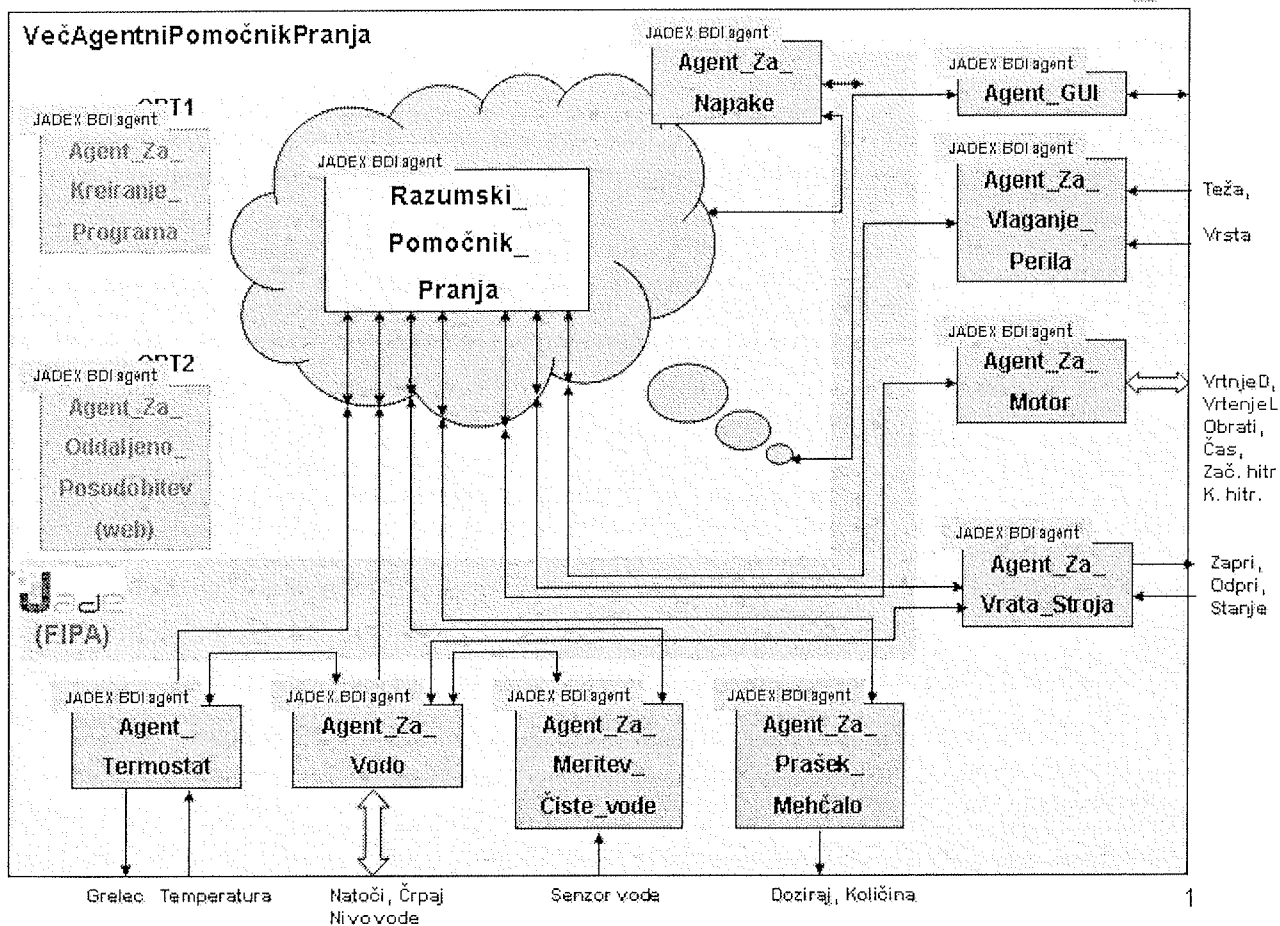 VečAgentniPomočnikPranja
JADEX BDI agent
Agent_Za_
Napake
JADEX BDI agent
Agent_GUI
OPT1
JADEX BDI agent
Agent_Za_
Kreiranje_
Programa
JADEX BDI agent
Razumski_
Pomočnik_
Pranja
JADEX BDI agent
Agent_Za_
Vlaganje_
Perila
Teža,
Vrsta
OPT2
JADEX BDI agent
Agent_Za_
Oddaljeno_
Posodobitev
(web)
JADEX BDI agent
Agent_Za_
Motor
VrtnjeD,
VrtenjeL
Obrati,
Čas,
Zač. hitr
K. hitr.
Jade
(FIPA)
JADEX BDI agent
Agent_Za_
Vrata_Stroja
Zapri,
Odpri,
Stanje
JADEX BDI agent
Agent_
Termostat
JADEX BDI agent
Agent_Za_
Vodo
JADEX BDI agent
Agent_Za_
Meritev_
Čiste_vode
JADEX BDI agent
Agent_Za_
Prašek_
Mehčalo
Grelec
Temperatura
Natoči, Črpaj
Nivo vode
Senzor vode
Doziraj, Količina
1